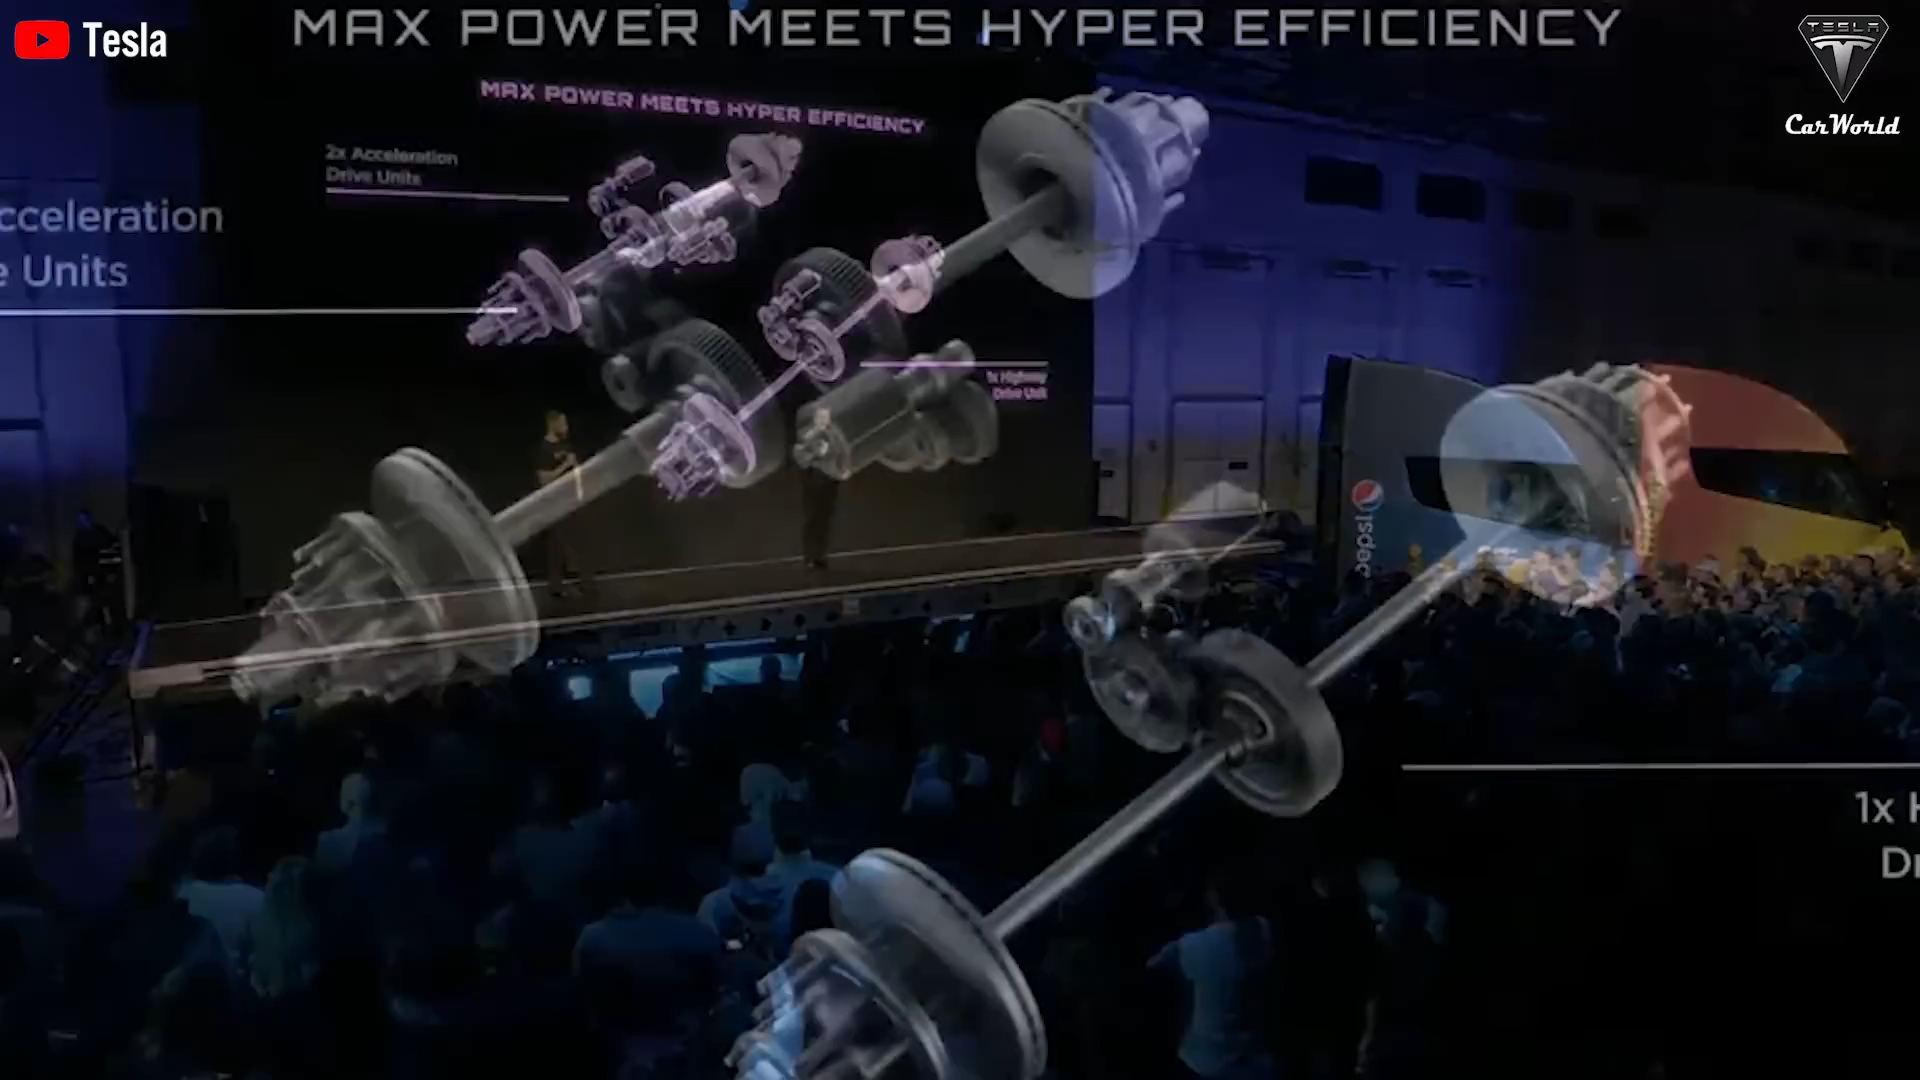 Tesla
MAX POWER MEETS HYPER EFFICIENCY
TESLA
CarWorld
MAX POWER MEETS HYPER EFFICIENCY
2x Acceleration
Drive Units
cceleration
e Units
1x Highway
Drive Unit
pepsi
1x H
Dr